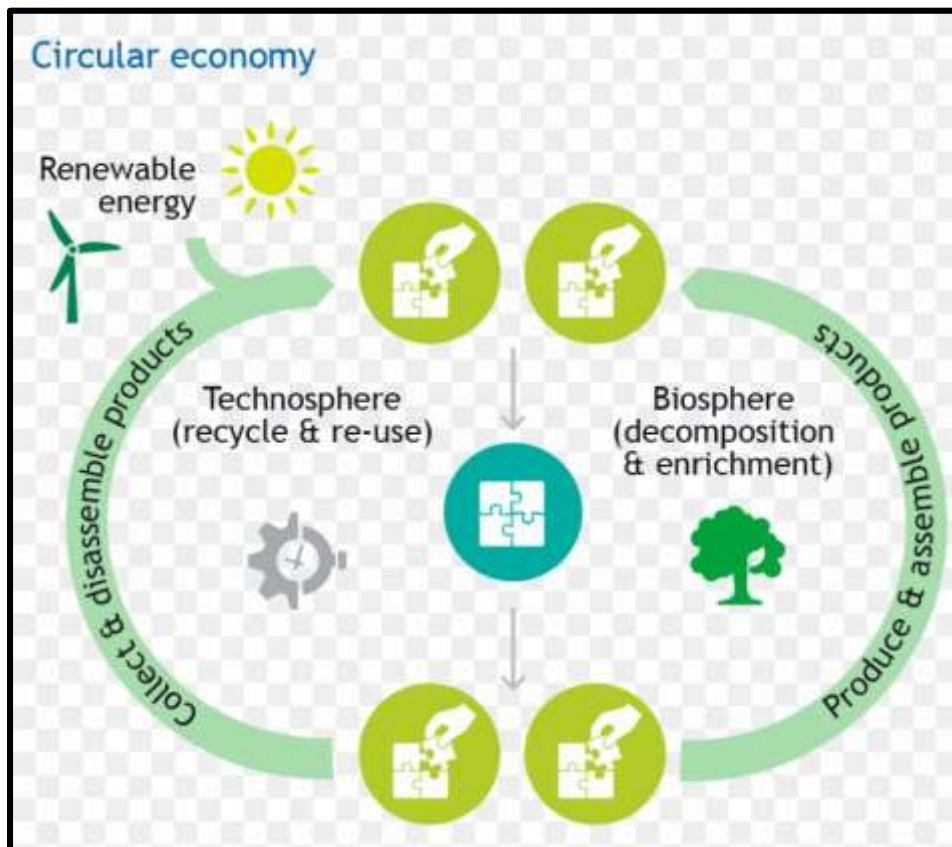 Circular economy
Renewable
energy
Collect & disassemble products
Technosphere
(recycle & re-use)
Biosphere
(decomposition
& enrichment)
Produce & assemble products